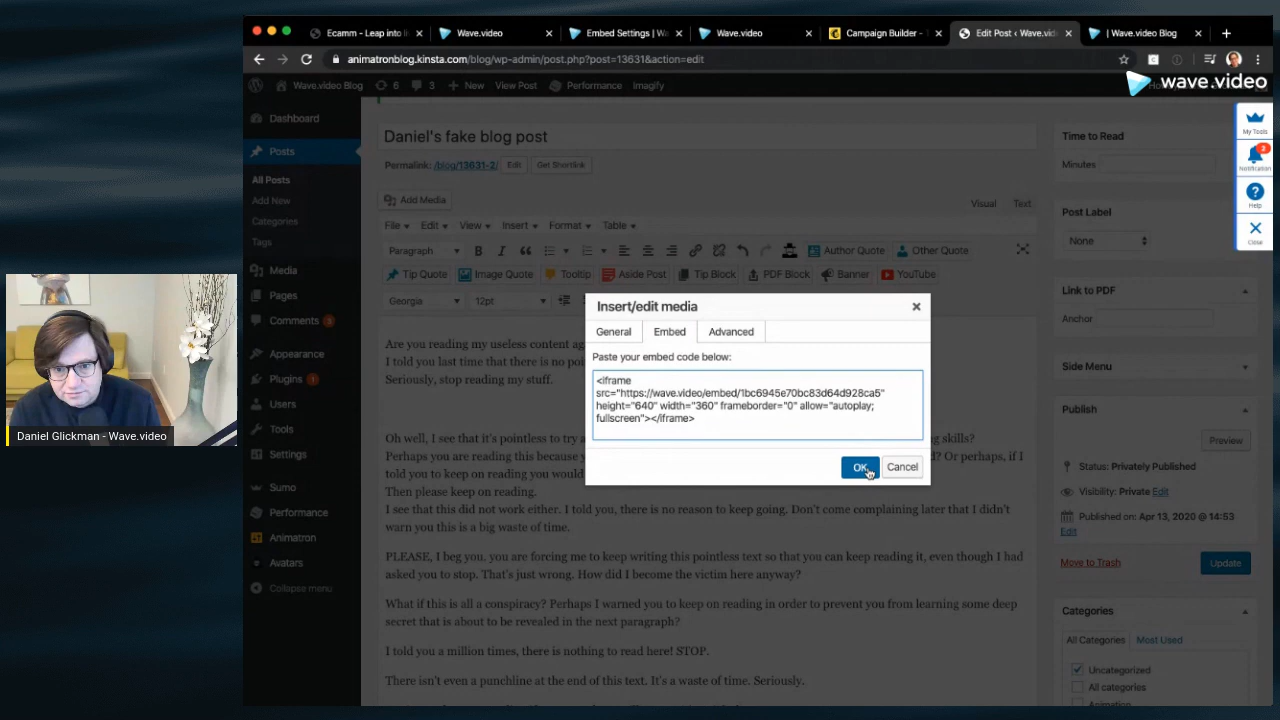 Ecamm - Leap into li
Wave.video
Embed Settings | Wa
Wave.video
Campaign Builder -
Edit Post ‹ Wave.vid
| Wave.video Blog
animatronblog.kinsta.com/blog/wp-admin/post.php?post=13631&action=edit
Wave.video Blog
6
3
New
View Post
Performance
Imagify
wave.video
Dashboard
Posts
All Posts
Add New
Categories
Tags
Media
Pages
Comments
Appearance
Plugins 1
Users
Tools
Settings
Sumo
Performance
Animatron
Avatars
Collapse menu
Daniel's fake blog post
Permalink: /blog/13631-2/ Edit Get Shortlink
Add Media
Visual Text
File Edit View Insert Format Table
Paragraph
Author Quote
Other Quote
Tip Quote
Image Quote
Tooltip
Aside Post
Tip Block
PDF Block
Banner
YouTube
Georgia
12pt
Are you reading my useless content ag
I told you last time that there is no poi
Seriously, stop reading my stuff.
Oh well, I see that it's pointless to try a
g skills?
Perhaps you are reading this because y
? Or perhaps, if I
told you to keep on reading you would
Then please keep on reading.
I see that this did not work either. I told you, there is no reason to keep going. Don't come complaining later that I didn't
warn you this is a big waste of time.
PLEASE, I beg you, you are forcing me to keep writing this pointless text so that you can keep reading it, even though I had
asked you to stop. That's just wrong. How did I become the victim here anyway?
What if this is all a conspiracy? Perhaps I warned you to keep on reading in order to prevent you from learning some deep
secret that is about to be revealed in the next paragraph?
I told you a million times, there is nothing to read here! STOP.
There isn't even a punchline at the end of this text. It's a waste of time. Seriously.
Insert/edit media
General
Embed
Advanced
Paste your embed code below:
<iframe
src="https://wave.video/embed/1bc6945e70bc83d64d928ca5"
height="640" width="360" frameborder="0" allow="autoplay;
fullscreen"></iframe>
OK
Cancel
Time to Read
Minutes
Post Label
None
Link to PDF
Anchor
Side Menu
Publish
Preview
Status: Privately Published
Visibility: Private Edit
Published on: Apr 13, 2020 @ 14:53
Edit
Move to Trash
Update
Categories
All Categories
Most Used
Uncategorized
All categories
Animation
My Tools
2
Notification
Help
Close
Daniel Glickman - Wave.video